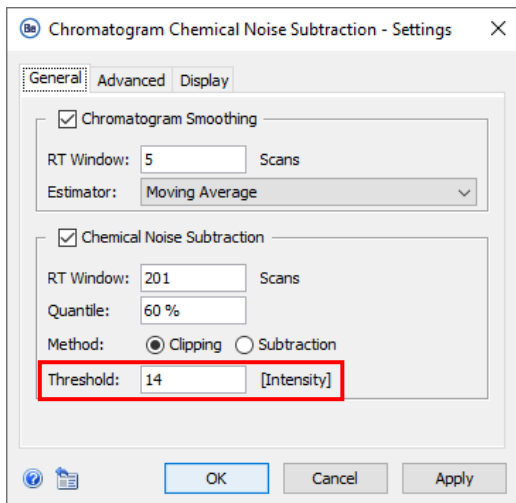 Be Chromatogram Chemical Noise Subtraction - Settings
General Advanced Display
Chromatogram Smoothing
RT Window: 5 Scans
Estimator: Moving Average
Chemical Noise Subtraction
RT Window: 201 Scans
Quantile: 60 %
Method: Clipping Subtraction
Threshold: 14 [Intensity]
? OK Cancel Apply